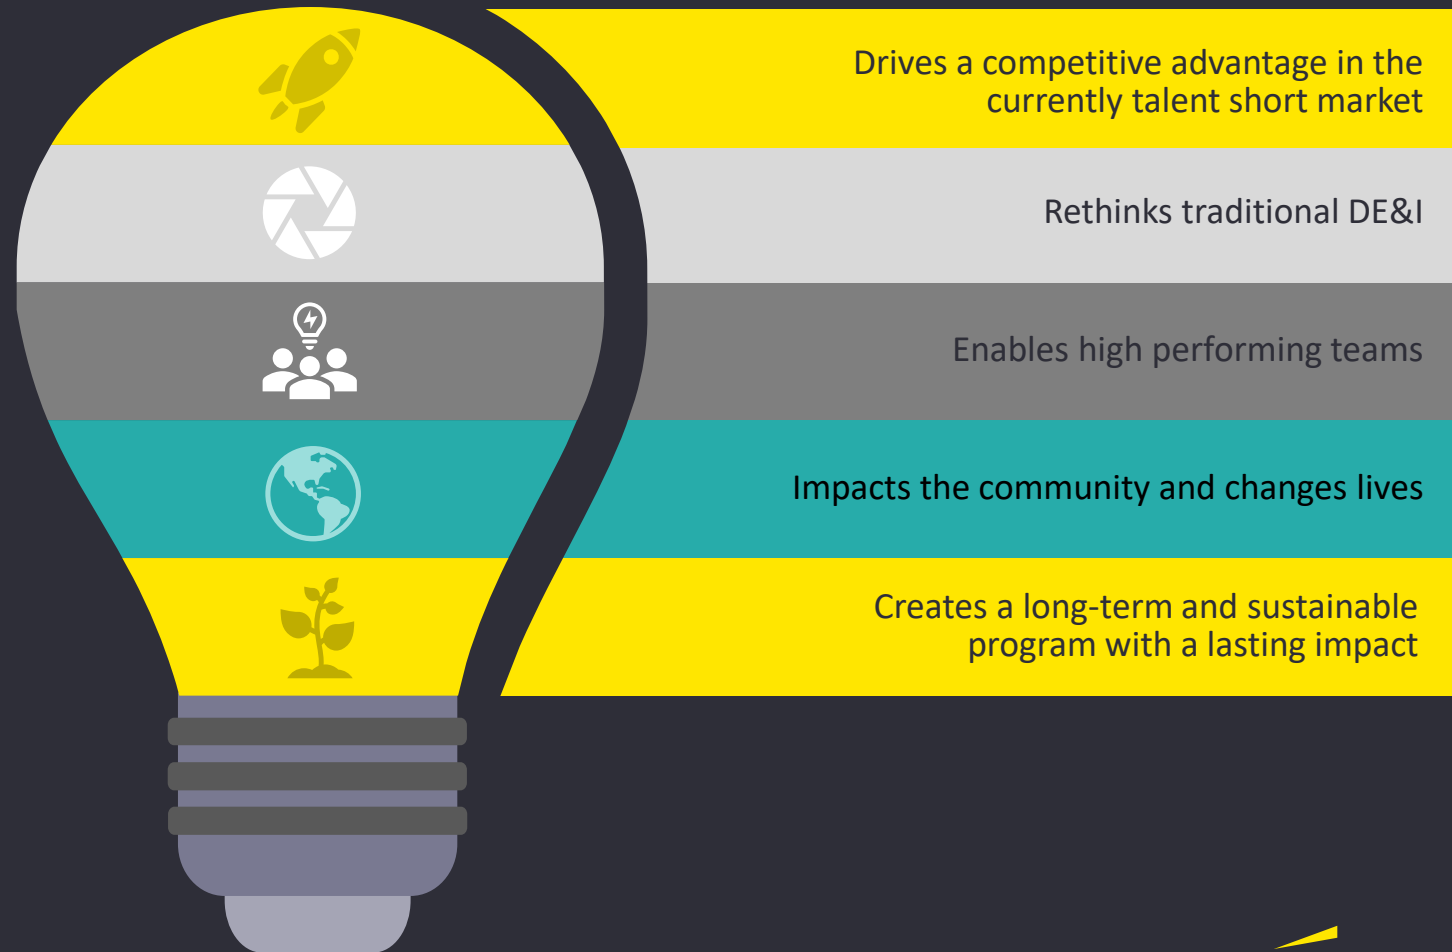 Drives a competitive advantage in the
currently talent short market
Rethinks traditional DE&I
Enables high performing teams
Impacts the community and changes lives
Creates a long-term and sustainable
program with a lasting impact